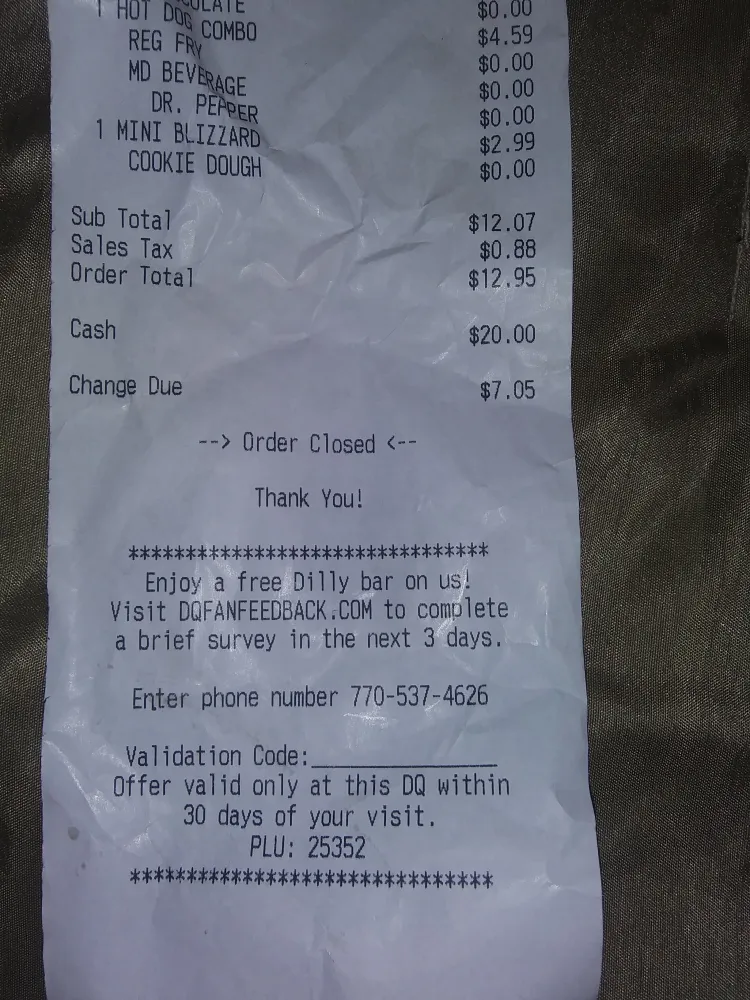 $0.00
1 HOT DOG COMBO $4.59
REG FRY $0.00
MD BEVERAGE $0.00
DR. PEPPER $0.00
1 MINI BLIZZARD $2.99
COOKIE DOUGH $0.00
Sub Total $12.07
Sales Tax $0.88
Order Total $12.95
Cash $20.00
Change Due $7.05
--> Order Closed <--
Thank You!
*******************************
Enjoy a free Dilly bar on us!
Visit DQFANFEEDBACK.COM to complete
a brief survey in the next 3 days.
Enter phone number 770-537-4626
Validation Code:________________
Offer valid only at this DQ within
30 days of your visit.
PLU: 25352
*******************************